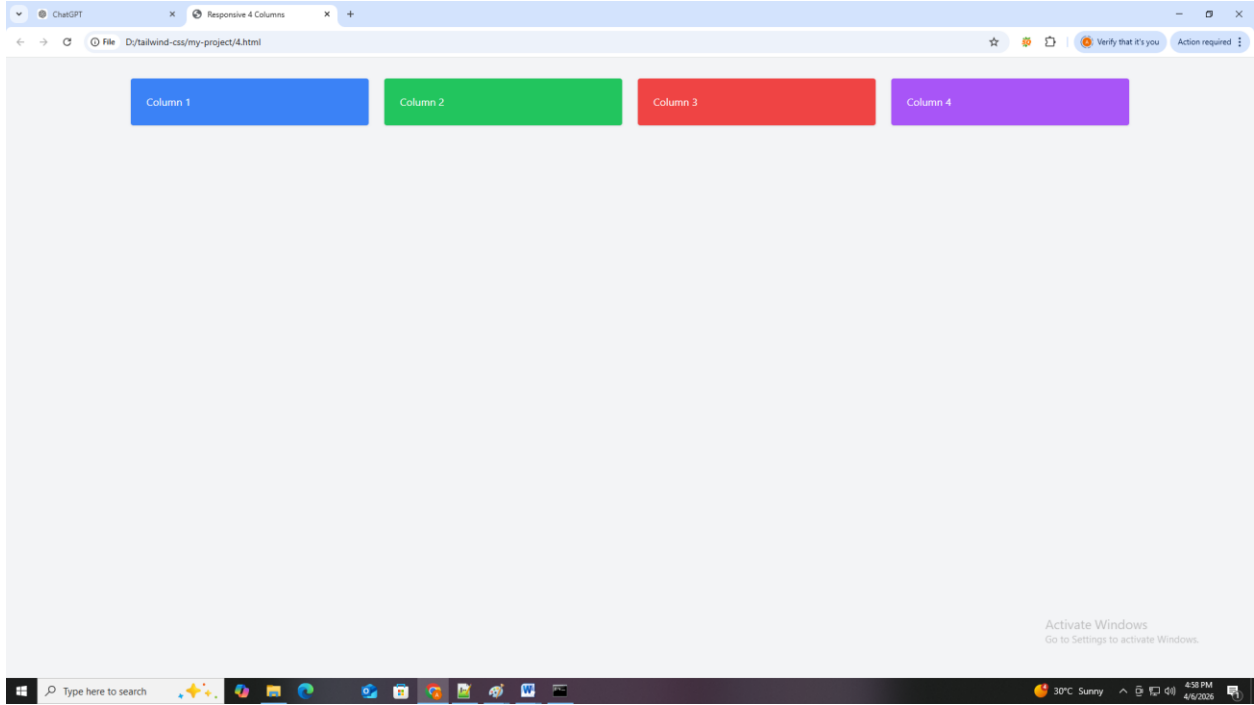 ChatGPT
Responsive 4 Columns
File D:/tailwind-css/my-project/4.html
Verify that it's you
Action required
Column 1
Column 2
Column 3
Column 4
Activate Windows
Go to Settings to activate Windows.
Type here to search
30°C Sunny
4:58 PM
4/6/2026